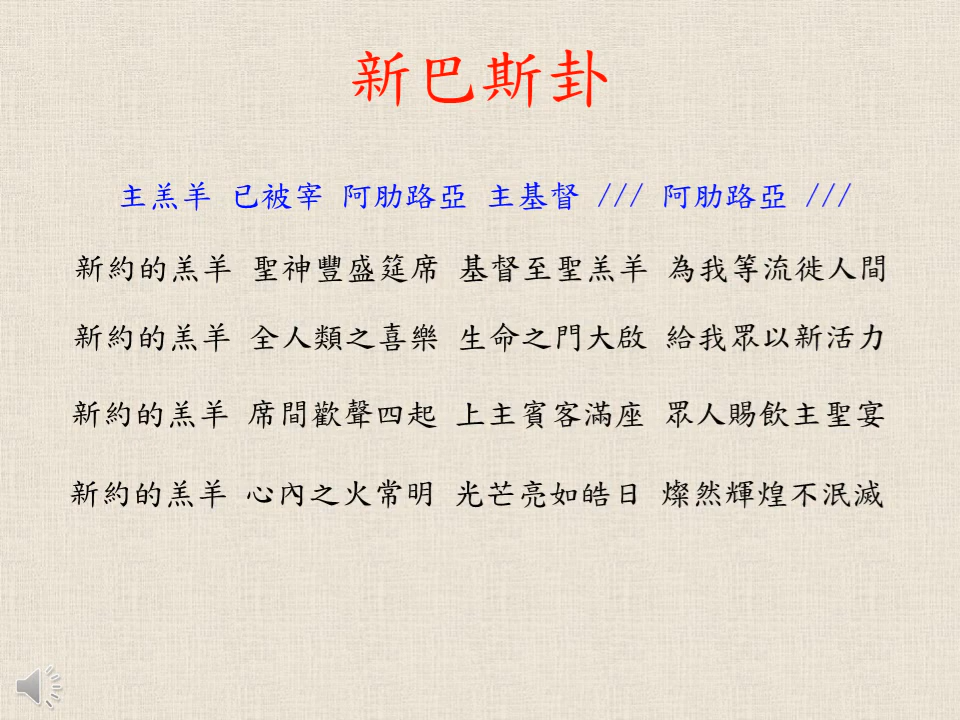 新巴斯卦
主羔羊 已被宰 阿肋路亞 主基督 /// 阿肋路亞 ///
新約的羔羊 聖神豐盛筵席 基督至聖羔羊 為我等流徙人間
新約的羔羊 全人類之喜樂 生命之門大啟 給我眾以新活力
新約的羔羊 席間歡聲四起 上主賓客滿座 眾人賜飲主聖宴
新約的羔羊 心內之火常明 光芒亮如皓日 燦然輝煌不泯滅